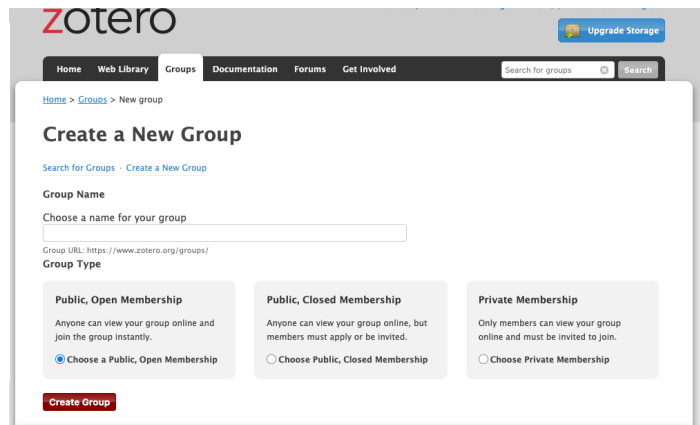 zotero
Upgrade Storage
Home Web Library Groups Documentation Forums Get Involved Search for groups Search
Home > Groups > New group
Create a New Group
Search for Groups · Create a New Group
Group Name
Choose a name for your group
Group URL: https://www.zotero.org/groups/
Group Type
Public, Open Membership
Anyone can view your group online and
join the group instantly.
Choose a Public, Open Membership
Public, Closed Membership
Anyone can view your group online, but
members must apply or be invited.
Choose Public, Closed Membership
Private Membership
Only members can view your group
online and must be invited to join.
Choose Private Membership
Create Group